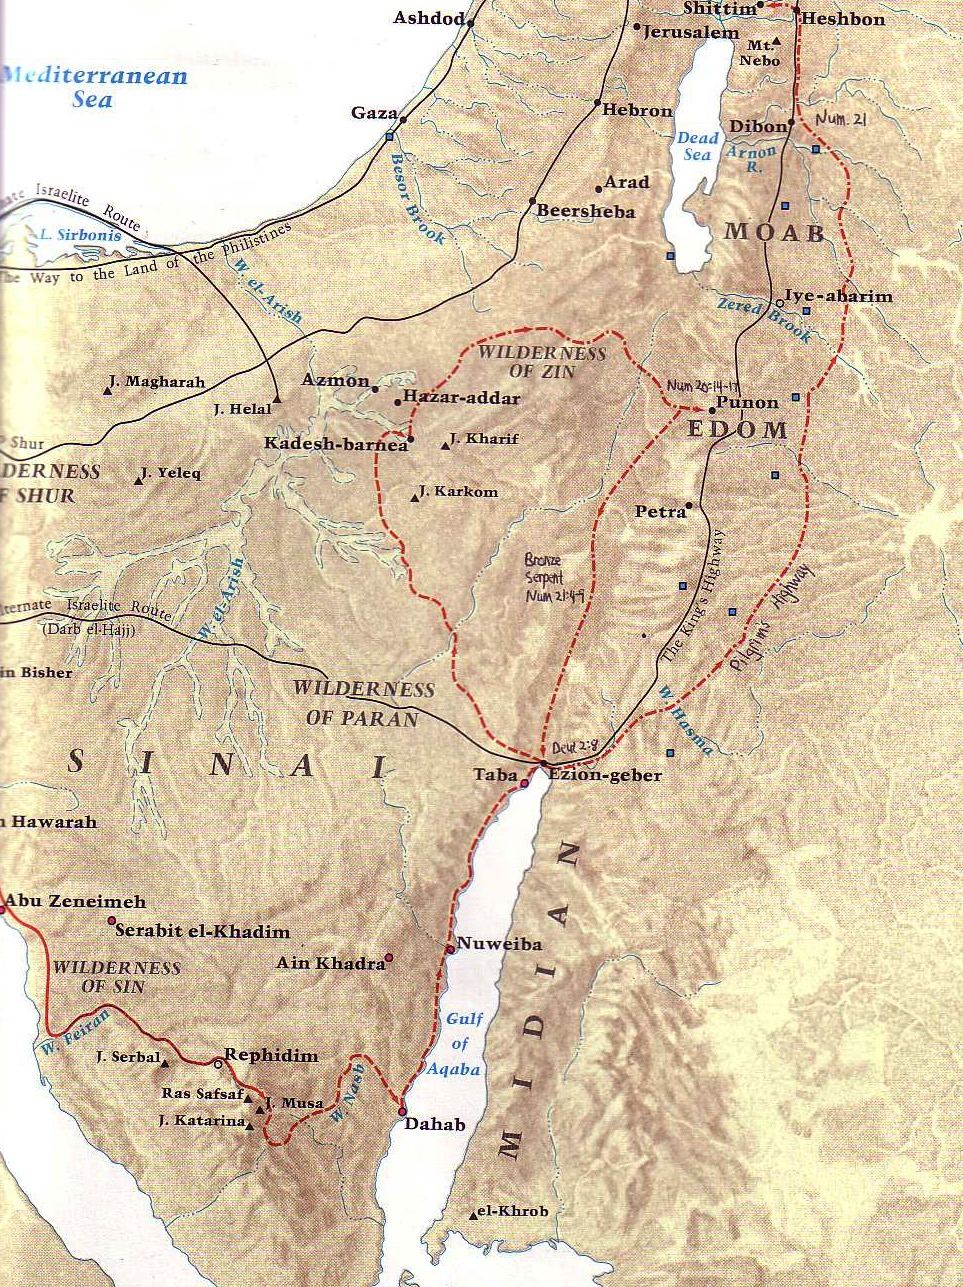 Shittim
Heshbon
Ashdod
Jerusalem
Mt.
Nebo
Mediterranean
Sea
Gaza
Hebron
Dibon
Num. 21
Dead
Sea
Arnon
R.
Besor Brook
Arad
Israelite Route
Beersheba
MOAB
L. Sirbonis
The Way to the Land of the Philistines
W. el-Arish
Iye-abarim
Zered Brook
WILDERNESS
OF ZIN
J. Magharah
Azmon
Num 20:14-17
Hazar-addar
Punon
J. Helal
EDOM
Shur
Kadesh-barnea
J. Kharif
DERNESS
F SHUR
J. Yeleq
J. Karkom
Petra
Bronze
Serpent
Num 21:4-9
The King's Highway
Pilgrim's Highway
W. el-Arish
lternate Israelite Route
(Darb el-Hajj)
in Bisher
WILDERNESS
OF PARAN
W. Hasma
Deut 2:8
SINAI
Taba
Ezion-geber
Hawarah
MIDIAN
Abu Zeneimeh
Serabit el-Khadim
Nuweiba
WILDERNESS
OF SIN
Ain Khadra
Gulf
of
Aqaba
W. Feiran
J. Serbal
Rephidim
Ras Safsaf
J. Musa
W. Nasb
J. Katarina
Dahab
el-Khrob